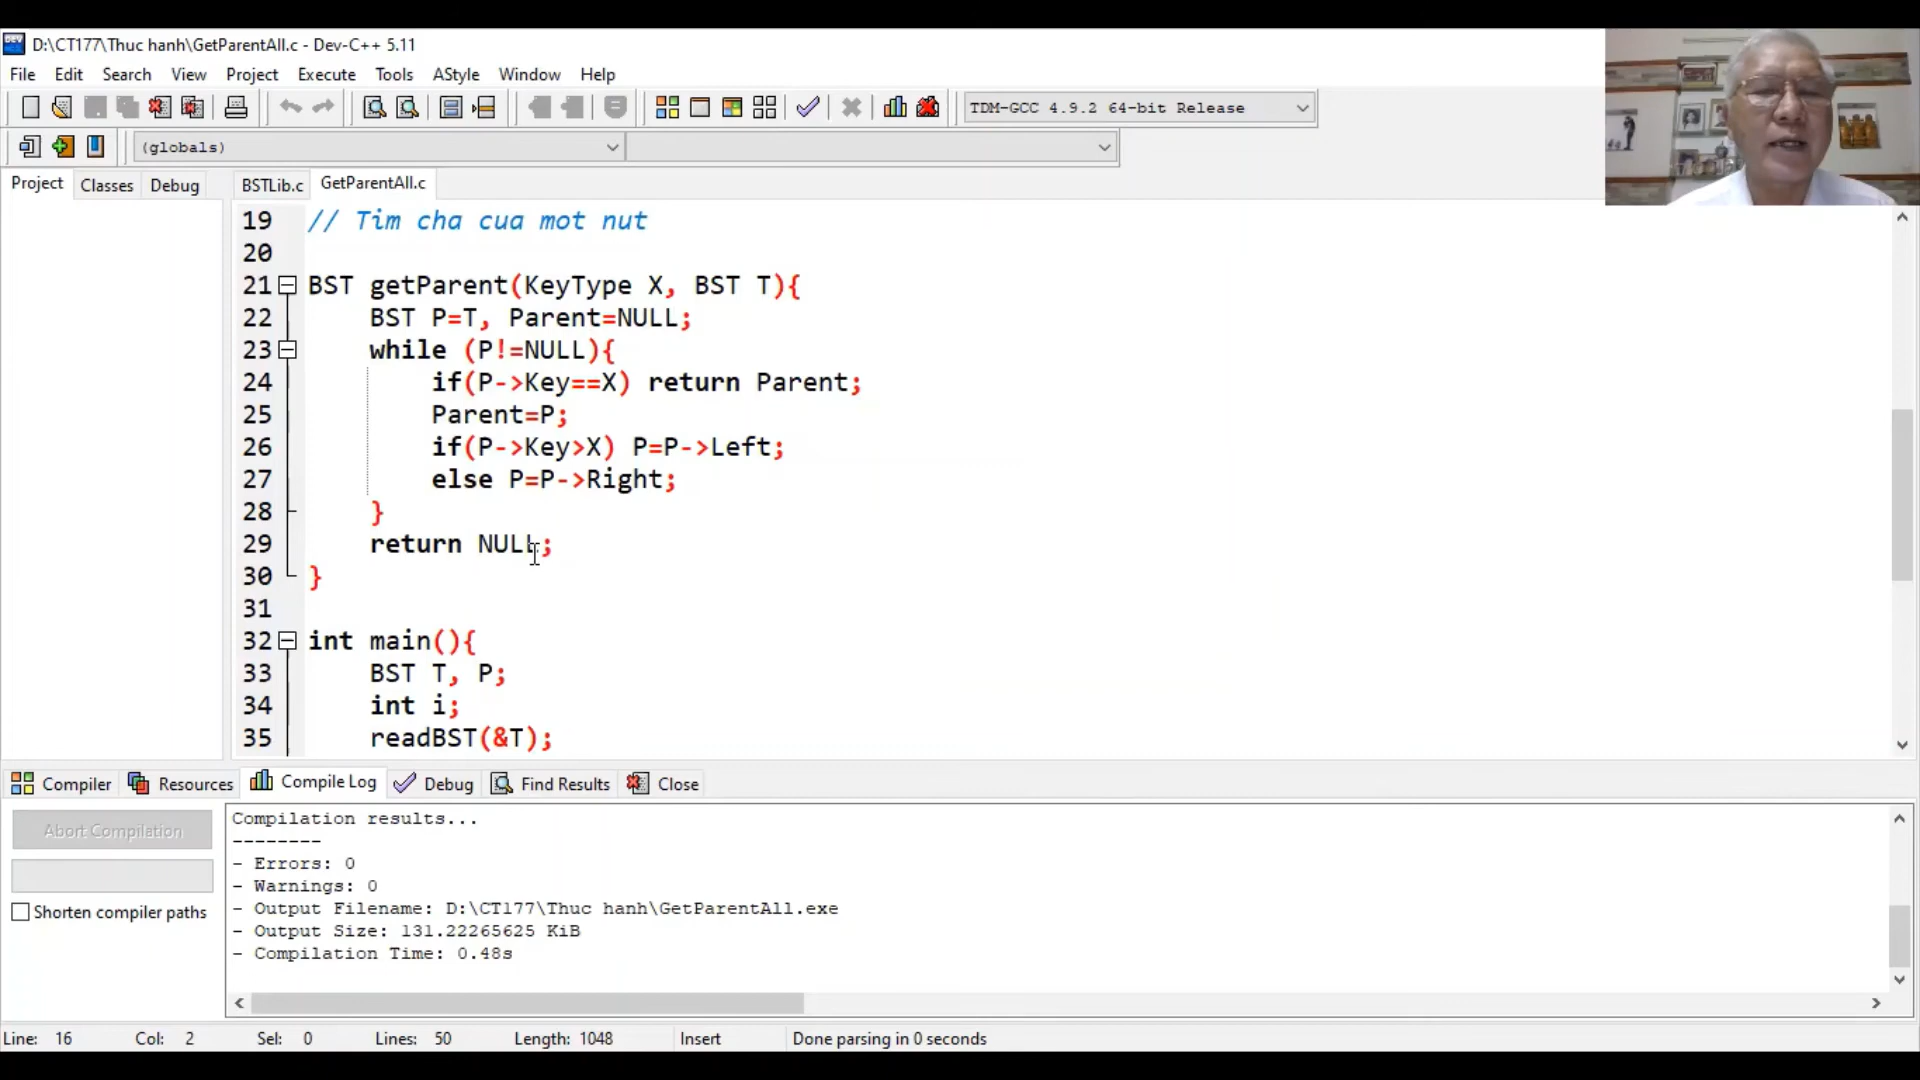 D:\CT177\Thuc hanh\GetParentAll.c - Dev-C++ 5.11
File Edit Search View Project Execute Tools AStyle Window Help
TDM-GCC 4.9.2 64-bit Release
(globals)
Project Classes Debug BSTLib.c GetParentAll.c
19 // Tim cha cua mot nut
20
21 BST getParent(KeyType X, BST T){
22 BST P=T, Parent=NULL;
23 while (P!=NULL){
24 if(P->Key==X) return Parent;
25 Parent=P;
26 if(P->Key>X) P=P->Left;
27 else P=P->Right;
28 }
29 return NULL;
30 }
31
32 int main(){
33 BST T, P;
34 int i;
35 readBST(&T);
Compiler Resources Compile Log Debug Find Results Close
Abort Compilation
Shorten compiler paths
Compilation results...
--------
- Errors: 0
- Warnings: 0
- Output Filename: D:\CT177\Thuc hanh\GetParentAll.exe
- Output Size: 131.22265625 KiB
- Compilation Time: 0.48s
Line: 16 Col: 2 Sel: 0 Lines: 50 Length: 1048 Insert Done parsing in 0 seconds